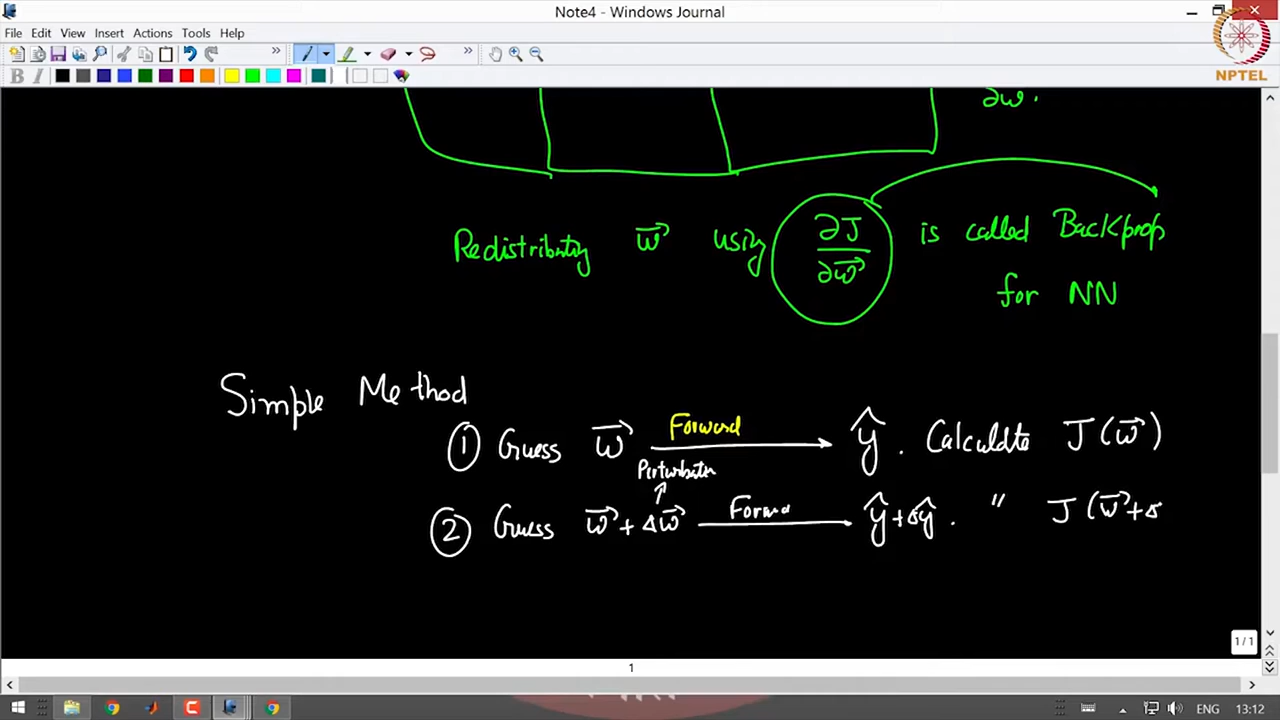 Note4 - Windows Journal
File Edit View Insert Actions Tools Help
NPTEL
∂w.
Redistributing w⃗ using ∂J/∂w⃗ is called Backprop
for NN
Simple Method
① Guess w⃗ Forward ŷ. Calculate J(w⃗)
Perturbation
② Guess w⃗ + Δw⃗ Forwa ŷ+Δŷ. " J(w⃗+Δ
1/1
1
ENG 13:12